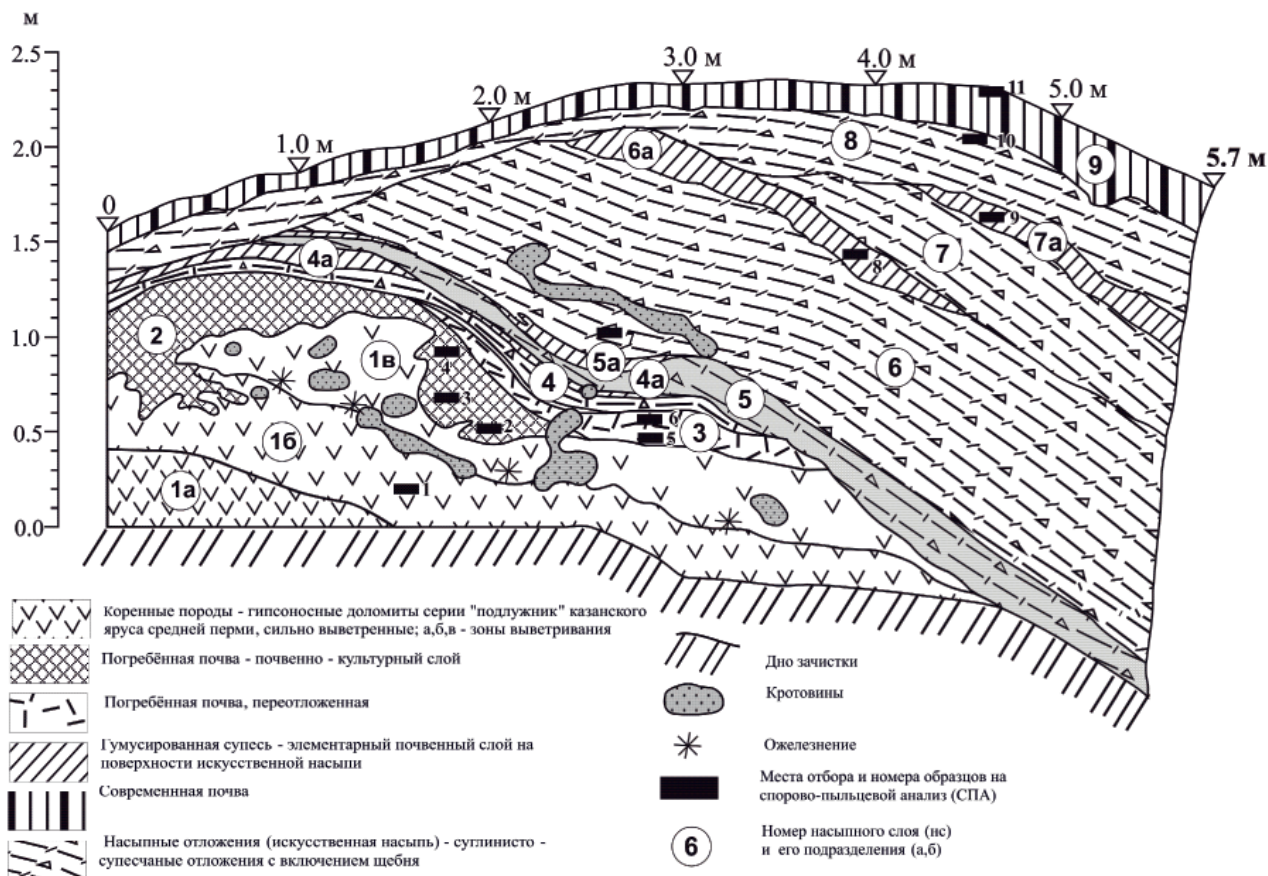 м
2.5
2.0
1.5
1.0
0.5
0.0
0
1.0 м
2.0 м
3.0 м
4.0 м
5.0 м
5.7 м
11
10
9
8
6а
8
9
7а
7
4а
2
1в
4
3
2
5а
4
4а
5
6
6
5
3
1б
1
1а
Коренные породы - гипсоносные доломиты серии "подлужник" казанского
яруса средней перми, сильно выветренные; а,б,в - зоны выветривания
Погребённая почва - почвенно - культурный слой
Погребённая почва, переотложенная
Гумусированная супесь - элементарный почвенный слой на
поверхности искусственной насыпи
Современнная почва
Насыпные отложения (искусственная насыпь) - суглинисто -
супесчаные отложения с включением щебня
Дно зачистки
Кротовины
Ожелезнение
Места отбора и номера образцов на
спорово-пыльцевой анализ (СПА)
6
Номер насыпного слоя (нс)
и его подразделения (а,б)